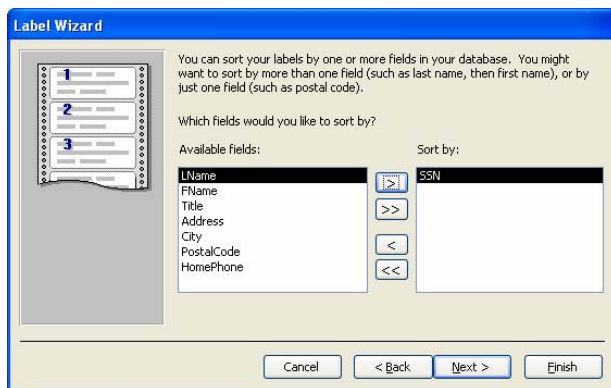 Label Wizard
You can sort your labels by one or more fields in your database. You might
want to sort by more than one field (such as last name, then first name), or by
just one field (such as postal code).
Which fields would you like to sort by?
Available fields:
Sort by:
1
2
3
LName
FName
Title
Address
City
PostalCode
HomePhone
>
>>
<
<<
SSN
Cancel
< Back
Next >
Finish